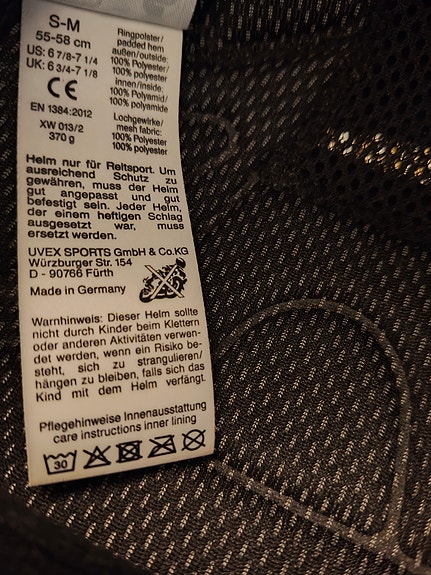 S-M
55-58 cm
US: 6 7/8-7 1/4
UK: 6 3/4-7 1/8
CE
EN 1384:2012
XW 013/2
370 g
Ringpolster/
padded hem
außen/outside:
100% Polyester/
100% Polyester
innen/inside:
100% Polyamid/
100% polyamide
Lochgewirke/
mesh fabric:
100% Polyester
100% polyester
Helm nur für Reitsport. Um
ausreichend Schutz zu
gewähren, muss der Helm
gut angepasst und gut
befestigt sein. Jeder Helm,
der einem heftigen Schlag
ausgesetzt war, muss
ersetzt werden.
UVEX SPORTS GmbH & Co.KG
Würzburger Str. 154
D - 90766 Fürth
Made in Germany
Warnhinweis: Dieser Helm sollte
nicht durch Kinder beim Klettern
oder anderen Aktivitäten verwen-
det werden, wenn ein Risiko be-
steht, sich zu strangulieren/
hängen zu bleiben, falls sich das
Kind mit dem Helm verfängt.
Pflegehinweise Innenausstattung
care instructions inner lining
30